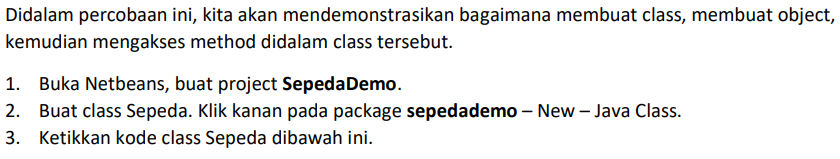 Didalam percobaan ini, kita akan mendemonstrasikan bagaimana membuat class, membuat object,
kemudian mengakses method didalam class tersebut.
1. Buka Netbeans, buat project SepedaDemo.
2. Buat class Sepeda. Klik kanan pada package sepedademo – New – Java Class.
3. Ketikkan kode class Sepeda dibawah ini.